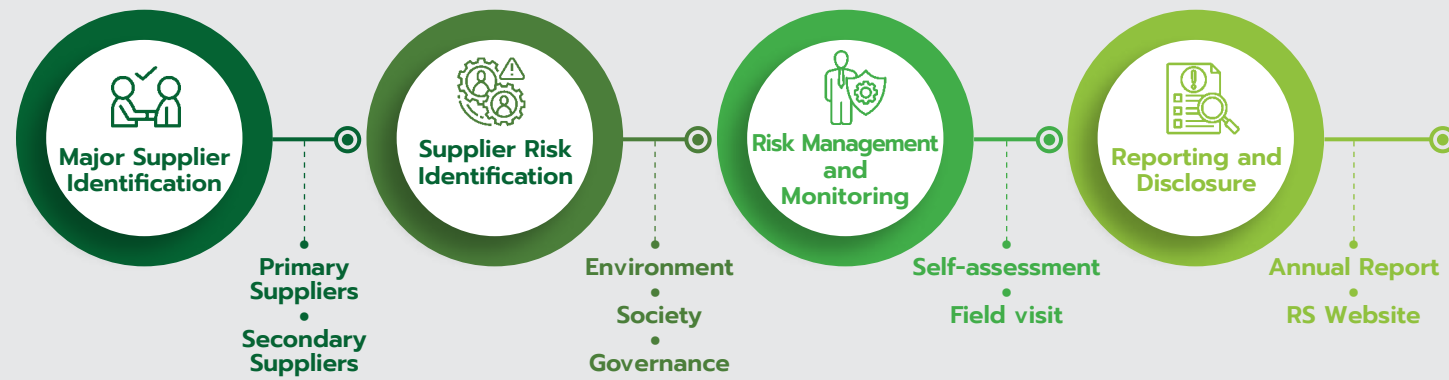 Major Supplier
Identification
Primary
Suppliers
Secondary
Suppliers
Supplier Risk
Identification
Environment
Society
Governance
Risk Management
and
Monitoring
Self-assessment
Field visit
Reporting and
Disclosure
Annual Report
RS Website